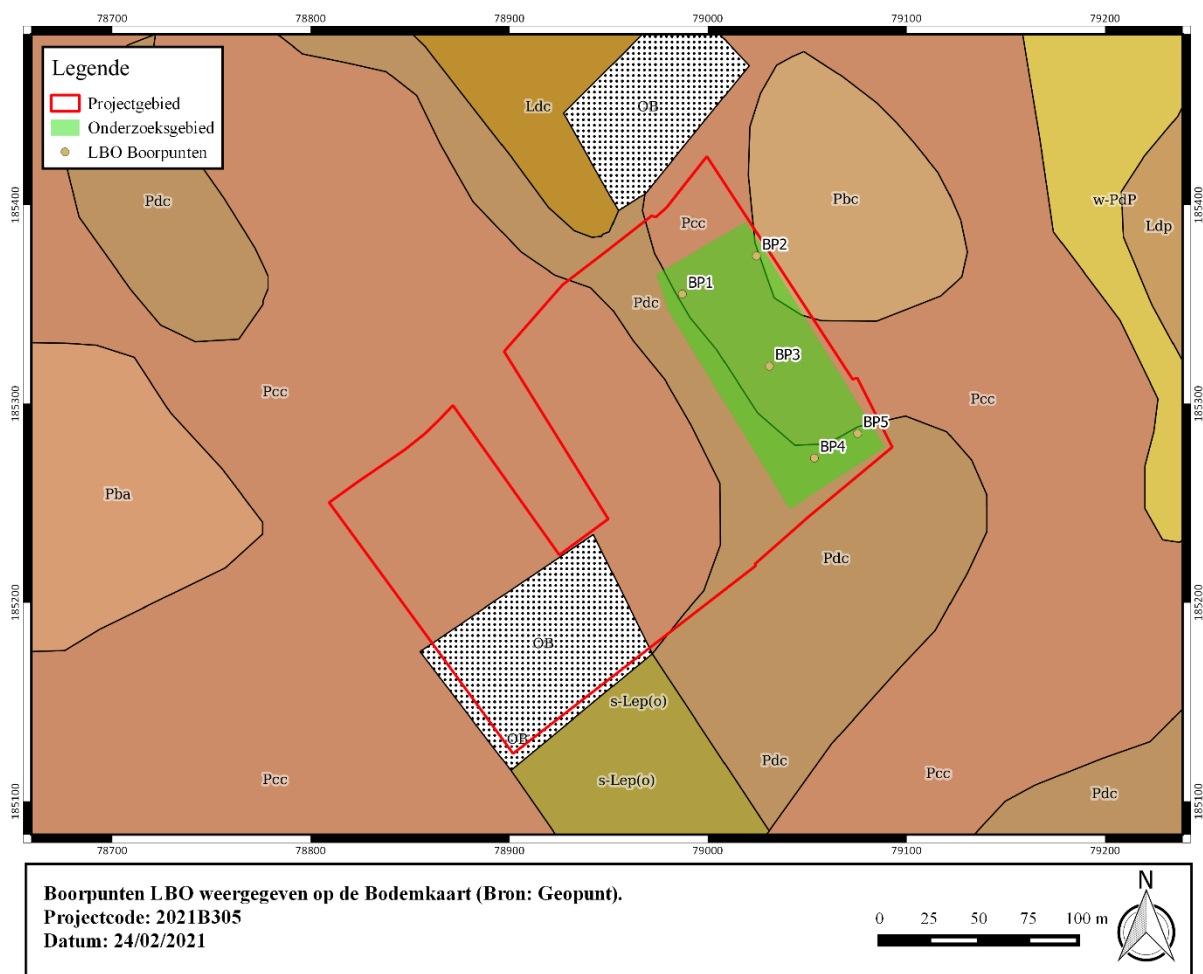 78700 78800 78900 79000 79100 79200
Legende
Projectgebied
Onderzoeksgebied
LBO Boorpunten
Ldc
OB
w-PdP
Ldp
Pdc
Pbc
Pcc
185400
185400
BP2
BP1
Pdc
BP3
Pcc
Pcc
185300
185300
BP5
BP4
Pba
Pdc
185200
185200
OB
s-Lep(o)
OB
Pdc
Pcc
s-Lep(o)
Pcc
Pdc
185100
185100
78700 78800 78900 79000 79100 79200
Boorpunten LBO weergegeven op de Bodemkaart (Bron: Geopunt).
Projectcode: 2021B305
Datum: 24/02/2021
0 25 50 75 100 m
N